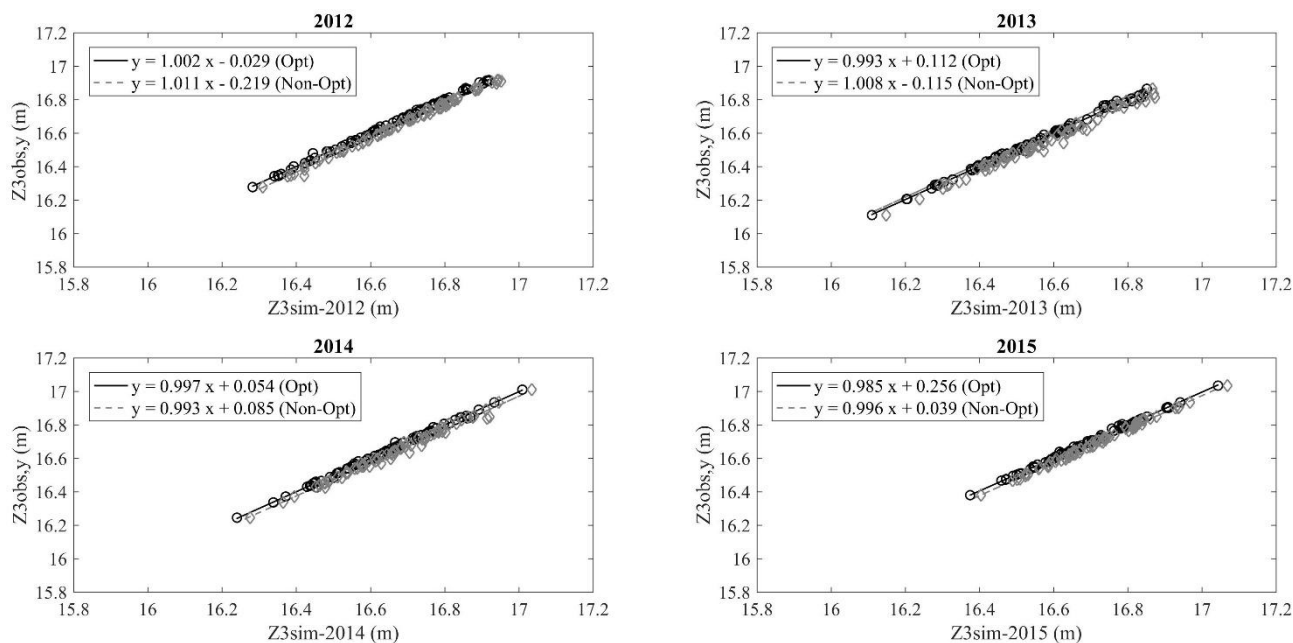 2012
17.2
17
16.8
16.6
16.4
16.2
16
15.8
Z3obs,y (m)
y = 1.002 x - 0.029 (Opt)
y = 1.011 x - 0.219 (Non-Opt)
15.8 16 16.2 16.4 16.6 16.8 17 17.2
Z3sim-2012 (m)
2013
17.2
17
16.8
16.6
16.4
16.2
16
15.8
Z3obs,y (m)
y = 0.993 x + 0.112 (Opt)
y = 1.008 x - 0.115 (Non-Opt)
15.8 16 16.2 16.4 16.6 16.8 17 17.2
Z3sim-2013 (m)
2014
17.2
17
16.8
16.6
16.4
16.2
16
15.8
Z3obs,y (m)
y = 0.997 x + 0.054 (Opt)
y = 0.993 x + 0.085 (Non-Opt)
15.8 16 16.2 16.4 16.6 16.8 17 17.2
Z3sim-2014 (m)
2015
17.2
17
16.8
16.6
16.4
16.2
16
15.8
Z3obs,y (m)
y = 0.985 x + 0.256 (Opt)
y = 0.996 x + 0.039 (Non-Opt)
15.8 16 16.2 16.4 16.6 16.8 17 17.2
Z3sim-2015 (m)